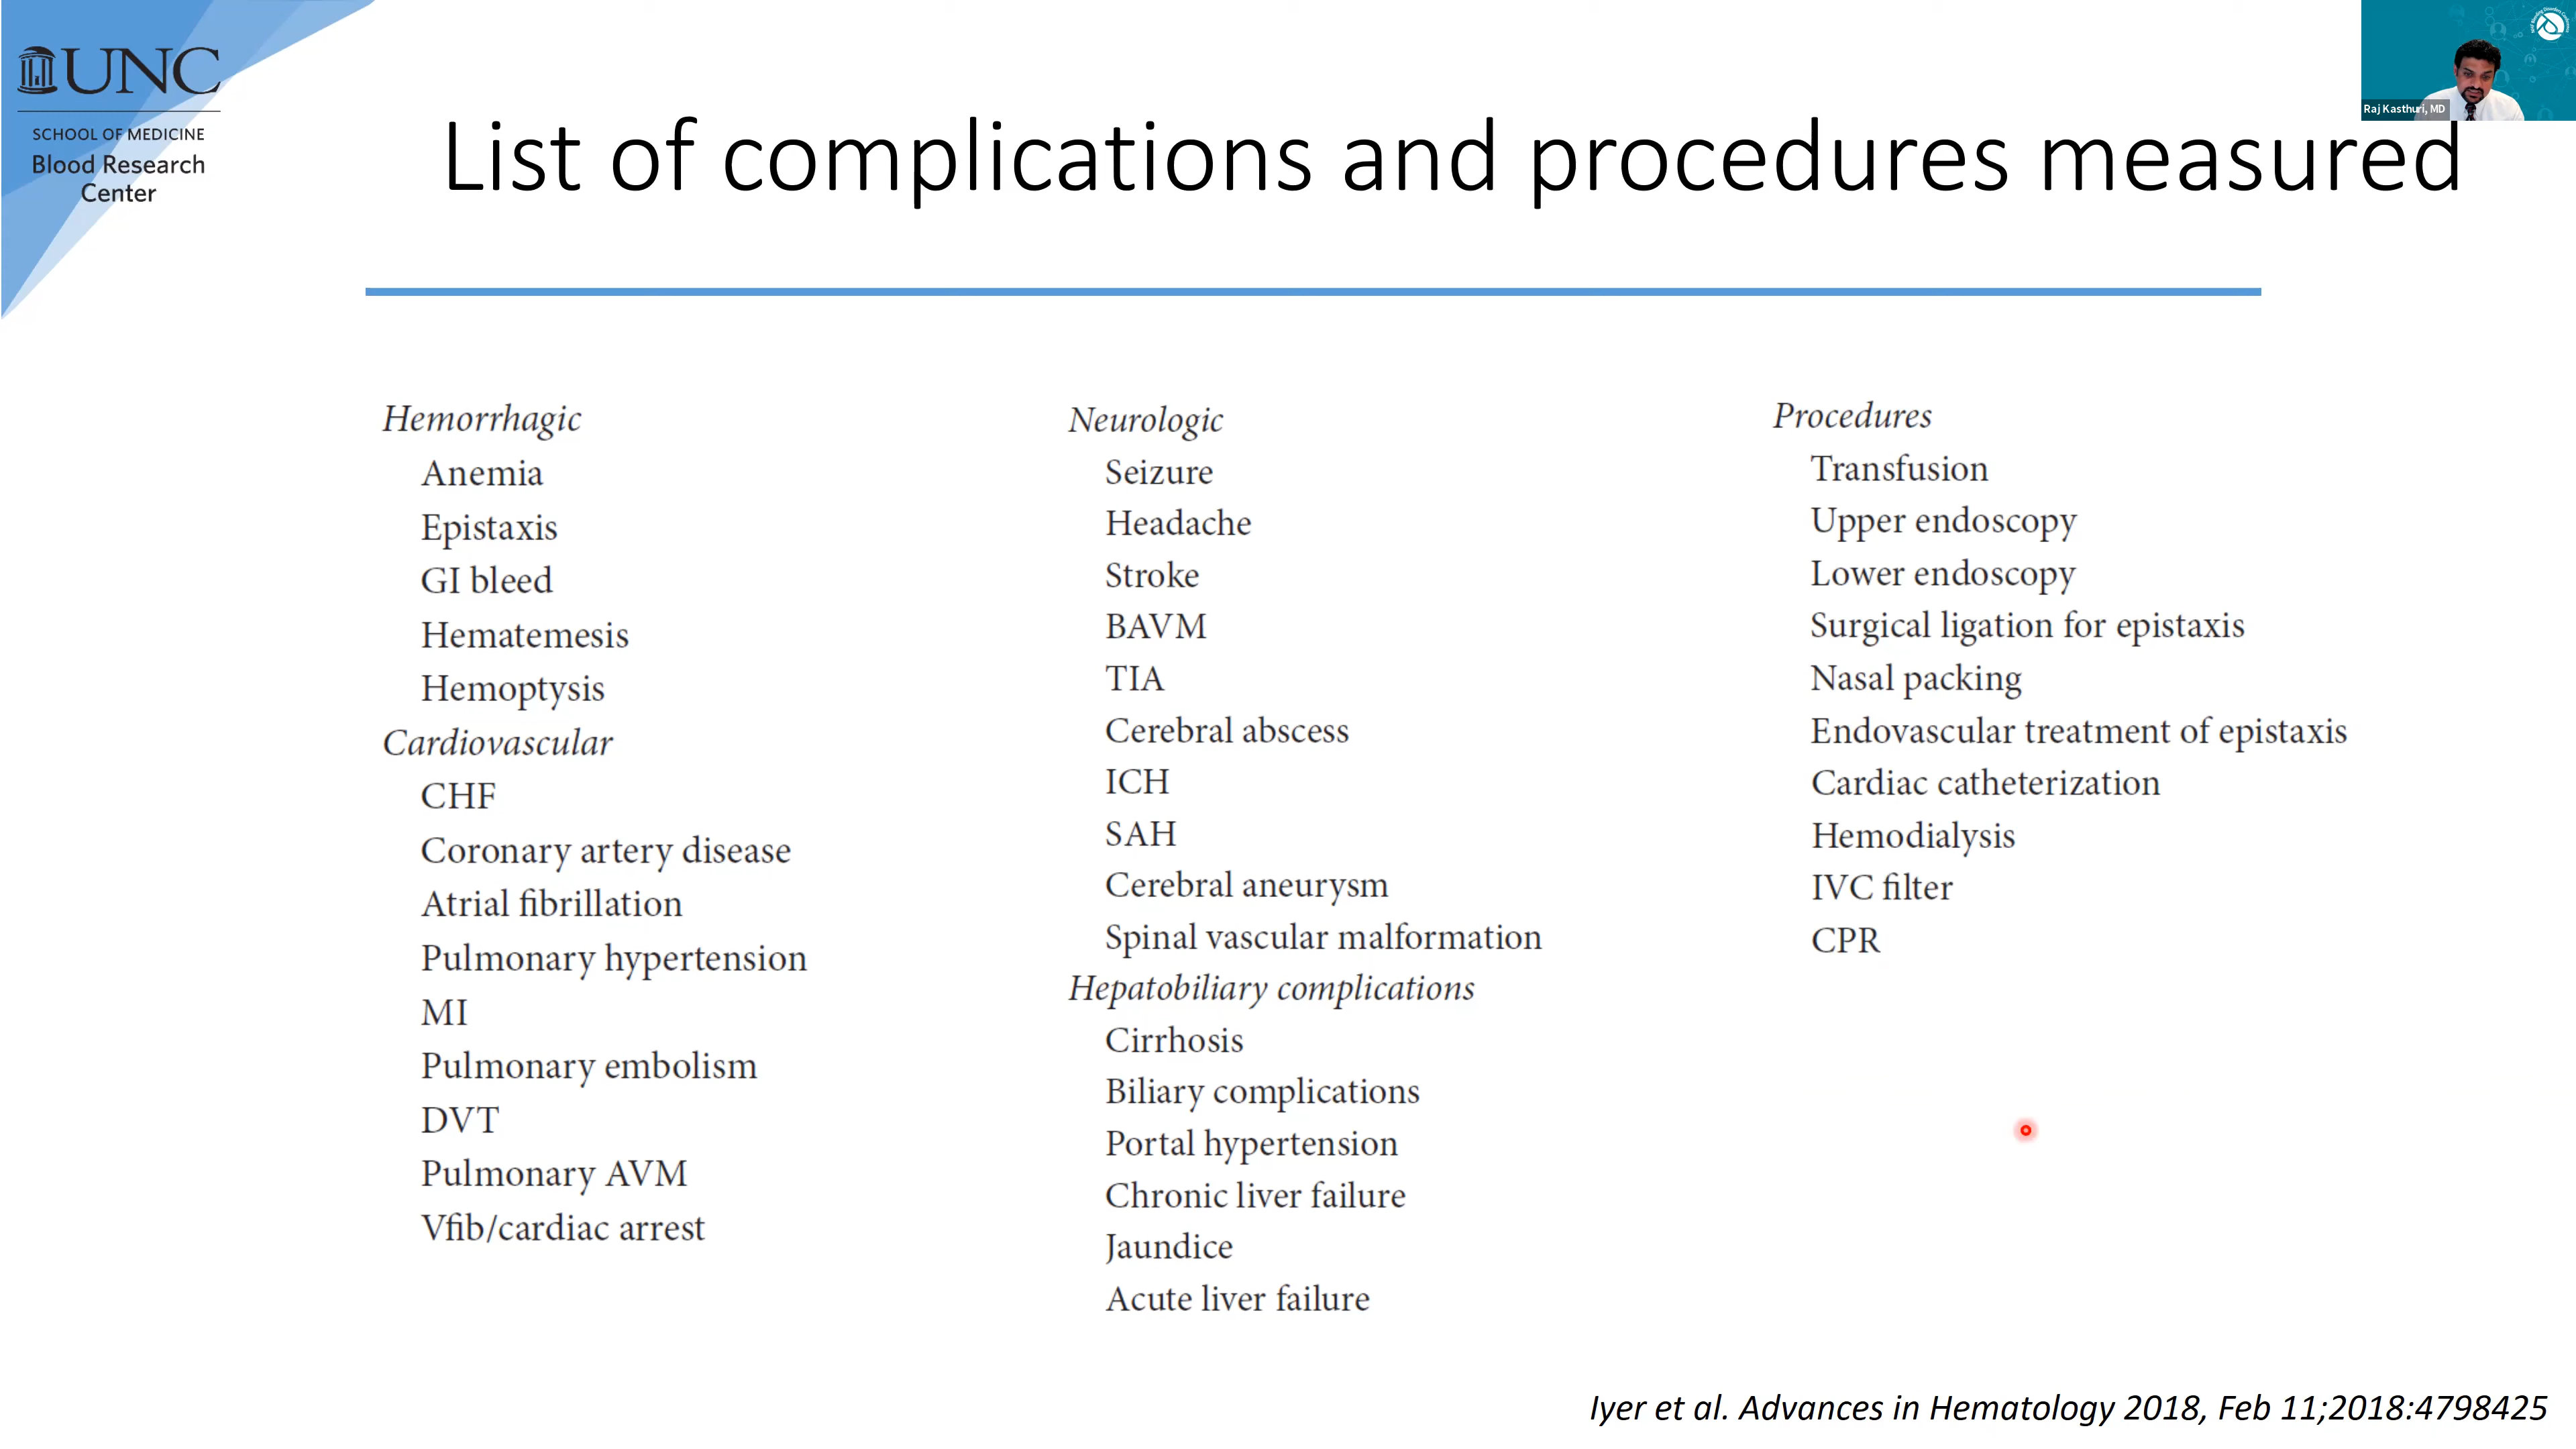 UNC
SCHOOL OF MEDICINE
Blood Research
Center
Raj Kasthuri, MD
List of complications and procedures measured
Hemorrhagic
Anemia
Epistaxis
GI bleed
Hematemesis
Hemoptysis
Cardiovascular
CHF
Coronary artery disease
Atrial fibrillation
Pulmonary hypertension
MI
Pulmonary embolism
DVT
Pulmonary AVM
Vfib/cardiac arrest
Neurologic
Seizure
Headache
Stroke
BAVM
TIA
Cerebral abscess
ICH
SAH
Cerebral aneurysm
Spinal vascular malformation
Hepatobiliary complications
Cirrhosis
Biliary complications
Portal hypertension
Chronic liver failure
Jaundice
Acute liver failure
Procedures
Transfusion
Upper endoscopy
Lower endoscopy
Surgical ligation for epistaxis
Nasal packing
Endovascular treatment of epistaxis
Cardiac catheterization
Hemodialysis
IVC filter
CPR
Iyer et al. Advances in Hematology 2018, Feb 11;2018:4798425